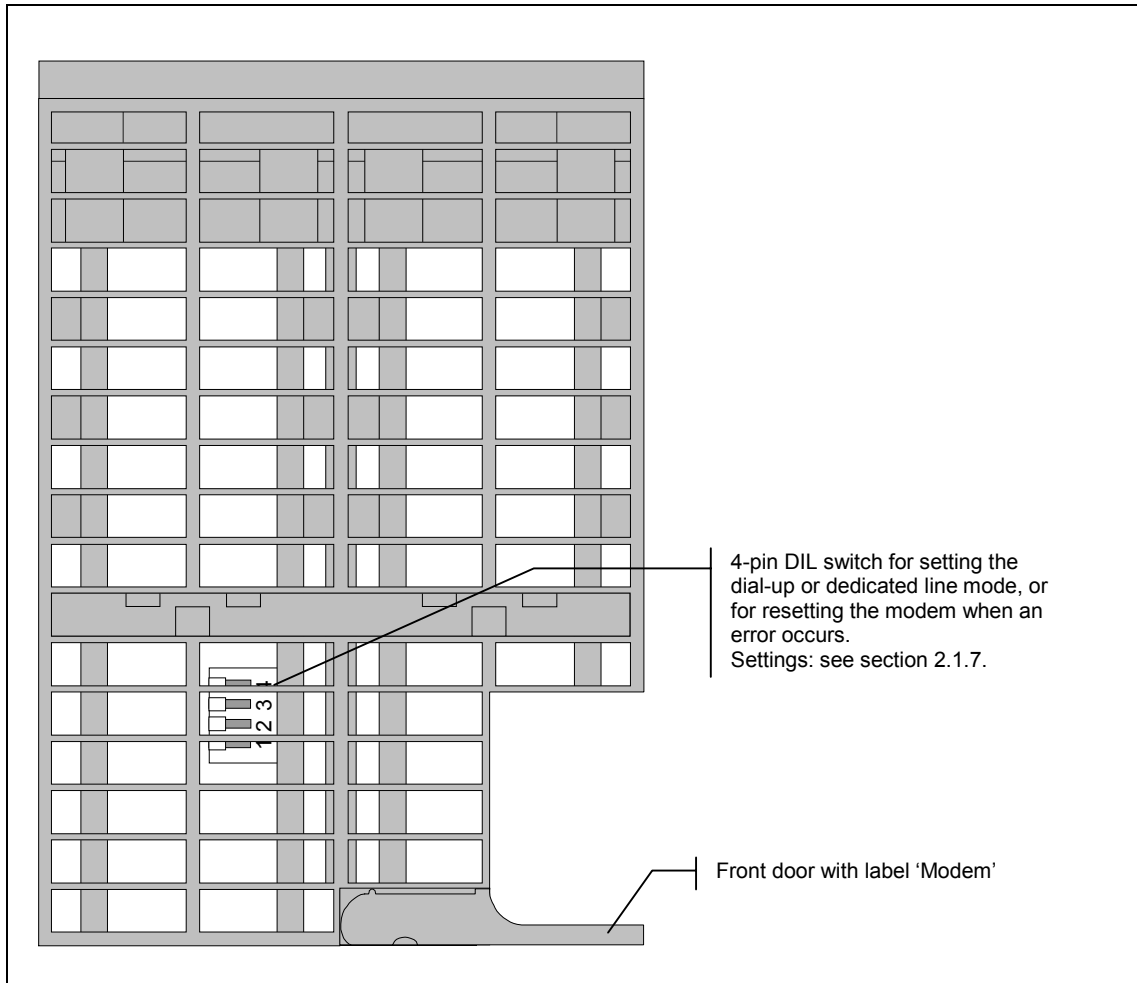 4-pin DIL switch for setting the
dial-up or dedicated line mode, or
for resetting the modem when an
error occurs.
Settings: see section 2.1.7.
4
3
2
1
Front door with label ‘Modem’